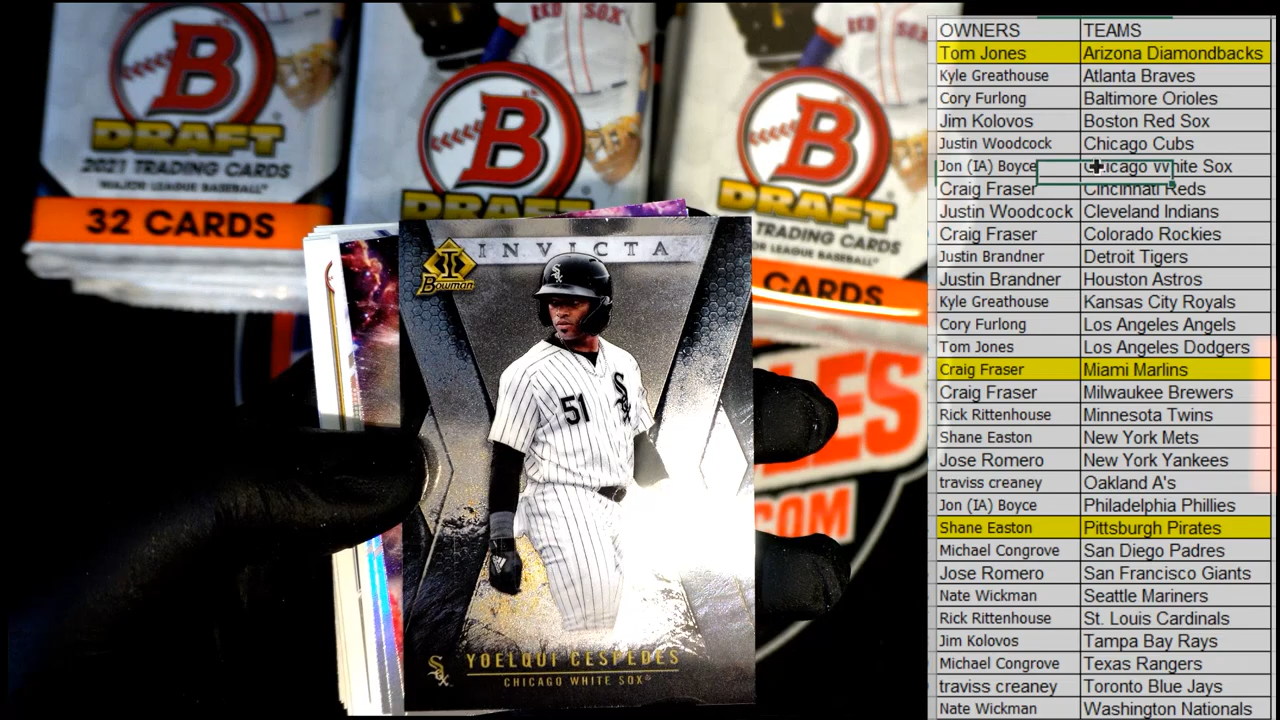 RED SOX
B
DRAFT
2021 TRADING CARDS
MAJOR LEAGUE BASEBALL
32 CARDS
B
DRAFT
SOX
B
DRAFT
TRADING CARDS
OR LEAGUE BASEBALL
CARDS
INVICTA
Bowman
51
YOELQUI CESPEDES
Sox
CHICAGO WHITE SOX
LES
COM
OWNERS TEAMS
Tom Jones Arizona Diamondbacks
Kyle Greathouse Atlanta Braves
Cory Furlong Baltimore Orioles
Jim Kolovos Boston Red Sox
Justin Woodcock Chicago Cubs
Jon (IA) Boyce Chicago White Sox
Craig Fraser Cincinnati Reds
Justin Woodcock Cleveland Indians
Craig Fraser Colorado Rockies
Justin Brandner Detroit Tigers
Justin Brandner Houston Astros
Kyle Greathouse Kansas City Royals
Cory Furlong Los Angeles Angels
Tom Jones Los Angeles Dodgers
Craig Fraser Miami Marlins
Craig Fraser Milwaukee Brewers
Rick Rittenhouse Minnesota Twins
Shane Easton New York Mets
Jose Romero New York Yankees
traviss creaney Oakland A's
Jon (IA) Boyce Philadelphia Phillies
Shane Easton Pittsburgh Pirates
Michael Congrove San Diego Padres
Jose Romero San Francisco Giants
Nate Wickman Seattle Mariners
Rick Rittenhouse St. Louis Cardinals
Jim Kolovos Tampa Bay Rays
Michael Congrove Texas Rangers
traviss creaney Toronto Blue Jays
Nate Wickman Washington Nationals